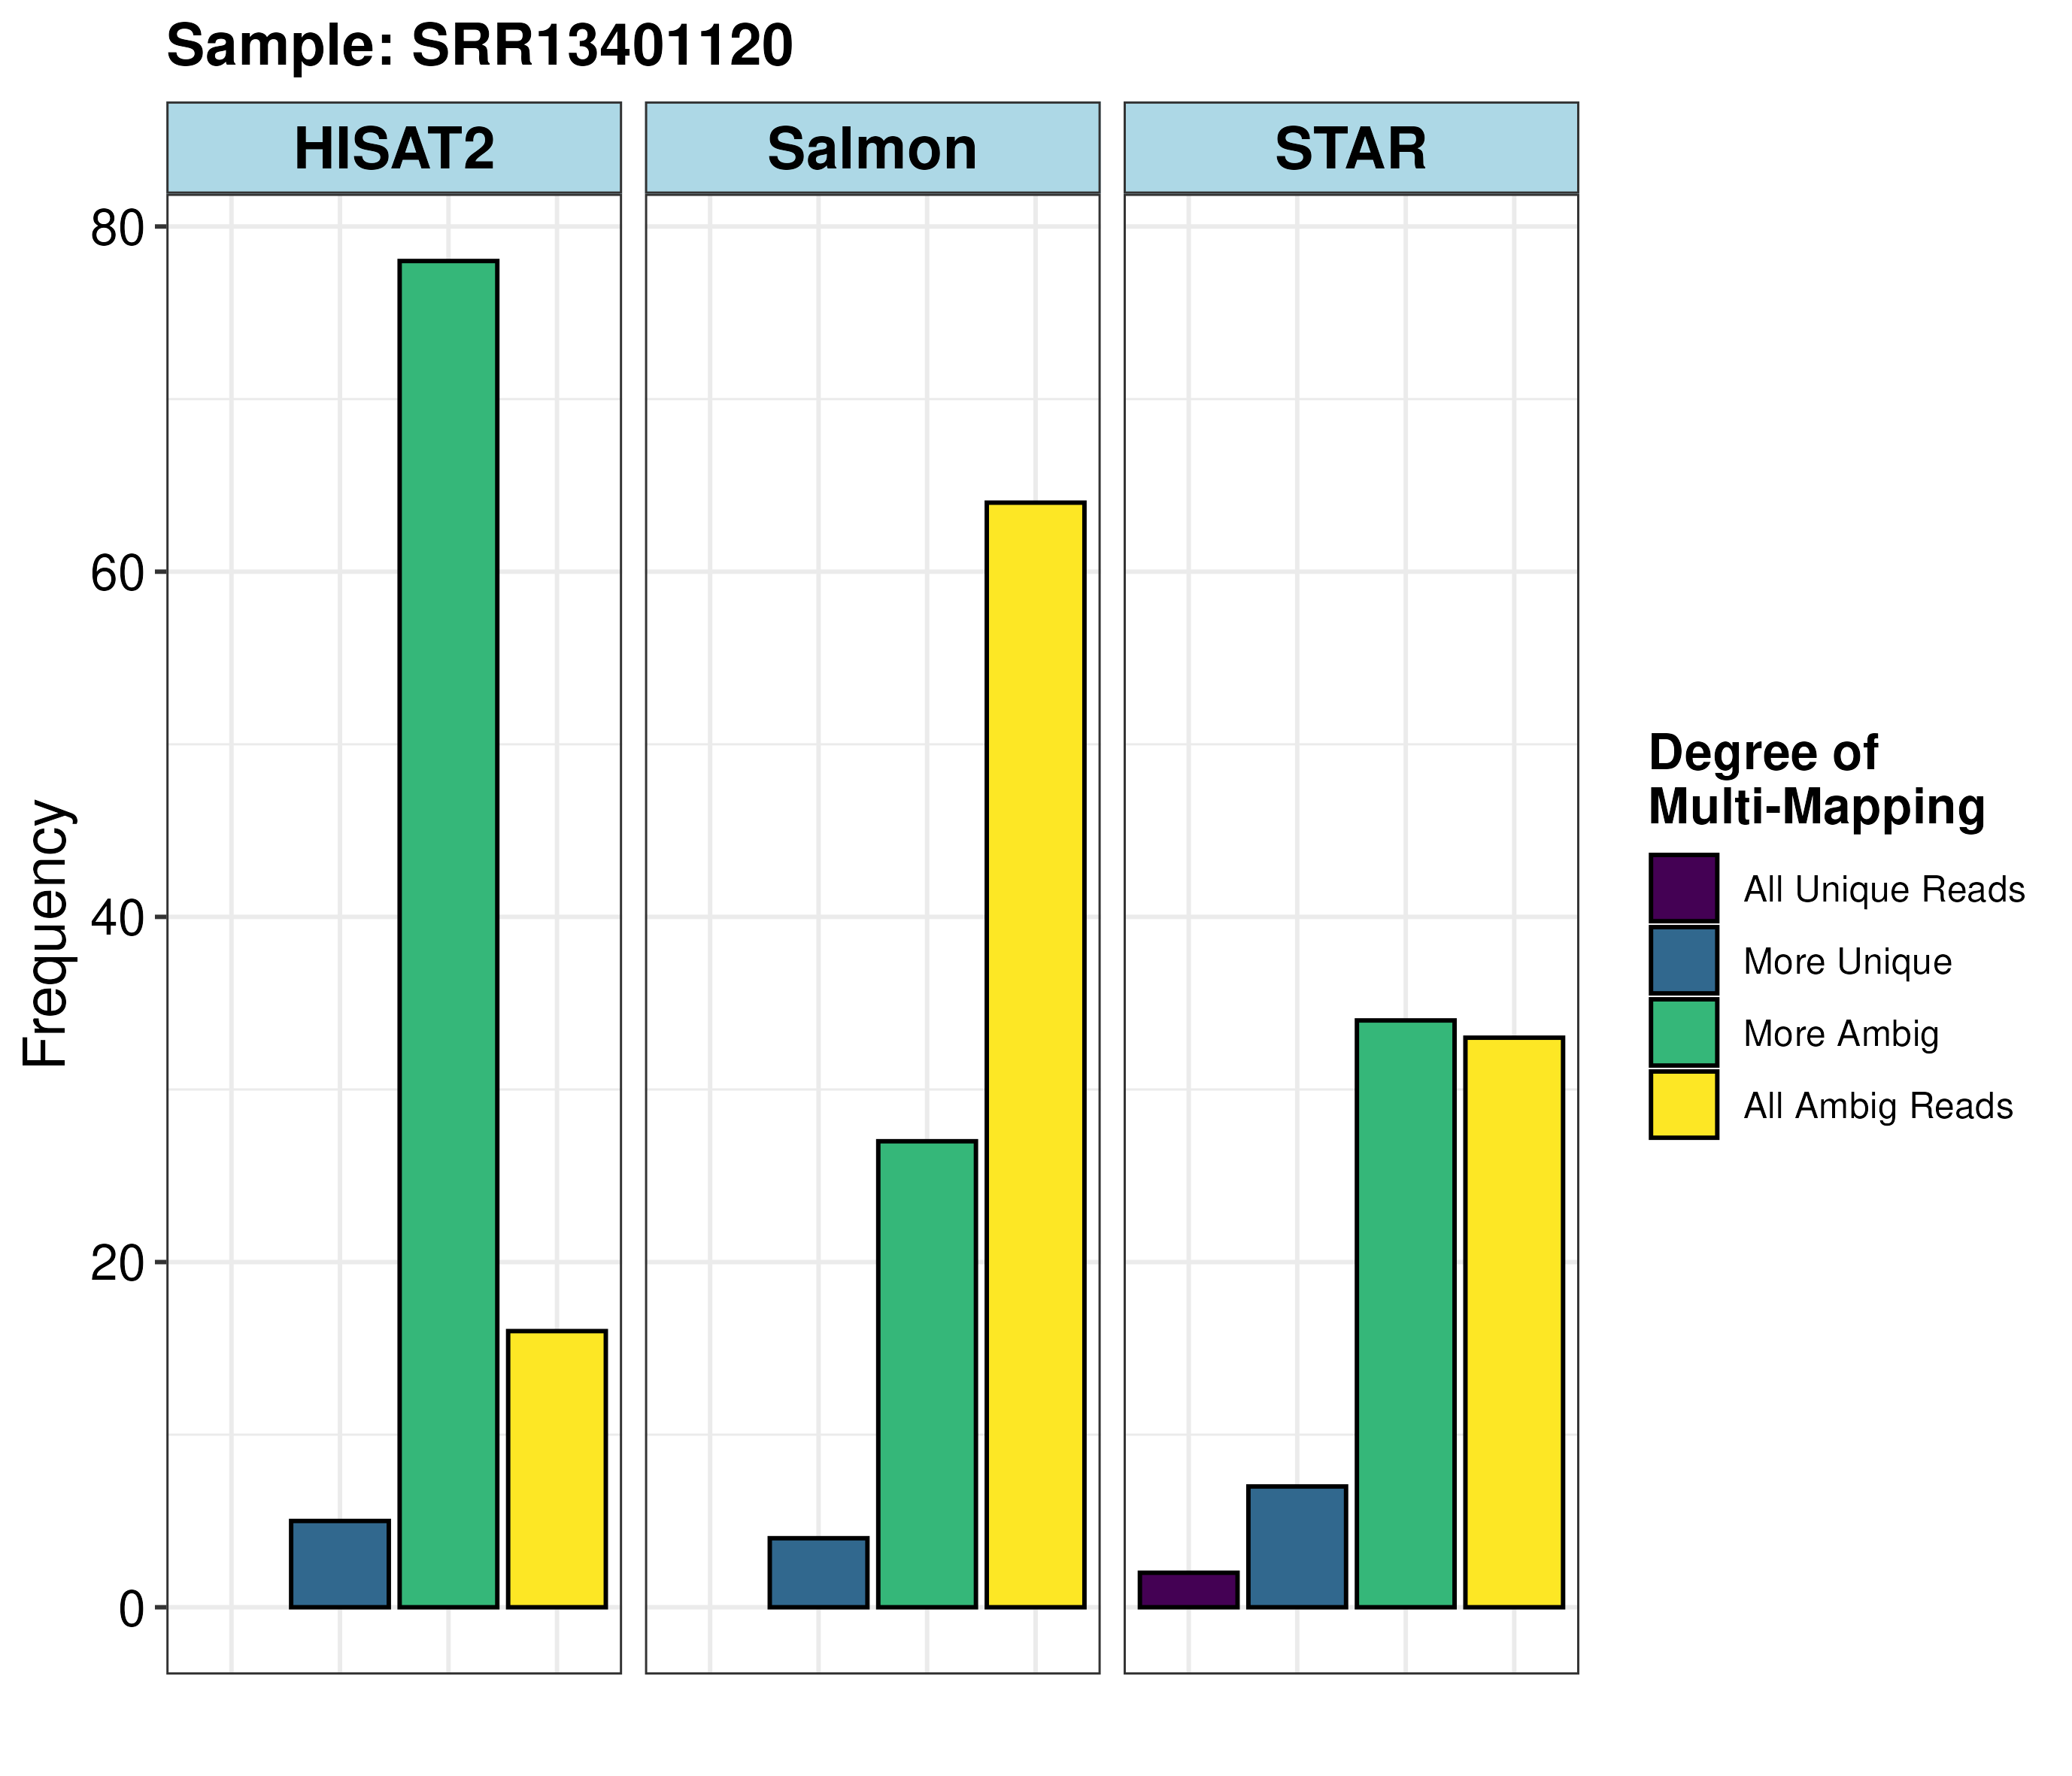 Sample: SRR13401120
HISAT2
Salmon
STAR
80
60
40
20
0
Frequency
Degree of
Multi-Mapping
All Unique Reads
More Unique
More Ambig
All Ambig Reads